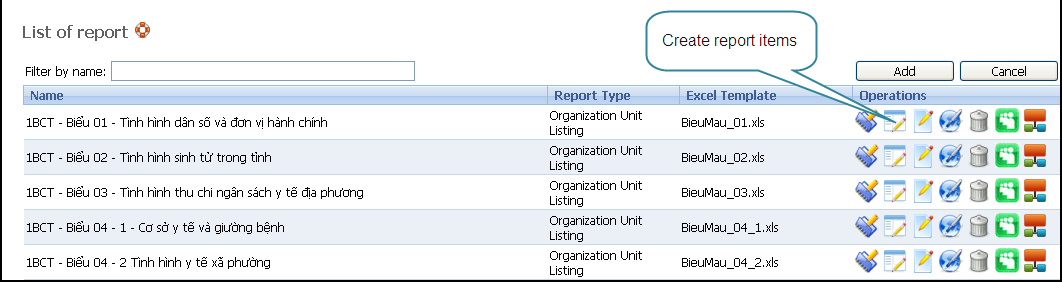 List of report
Create report items
Filter by name:
Add
Cancel
Name Report Type Excel Template Operations
1BCT - Biểu 01 - Tình hình dân số và đơn vị hành chính Organization Unit Listing BieuMau_01.xls
1BCT - Biểu 02 - Tình hình sinh tử trong tỉnh Organization Unit Listing BieuMau_02.xls
1BCT - Biểu 03 - Tình hình thu chi ngân sách y tế địa phương Organization Unit Listing BieuMau_03.xls
1BCT - Biểu 04 - 1 - Cơ sở y tế và giường bệnh Organization Unit Listing BieuMau_04_1.xls
1BCT - Biểu 04 - 2 Tình hình y tế xã phường Organization Unit Listing BieuMau_04_2.xls